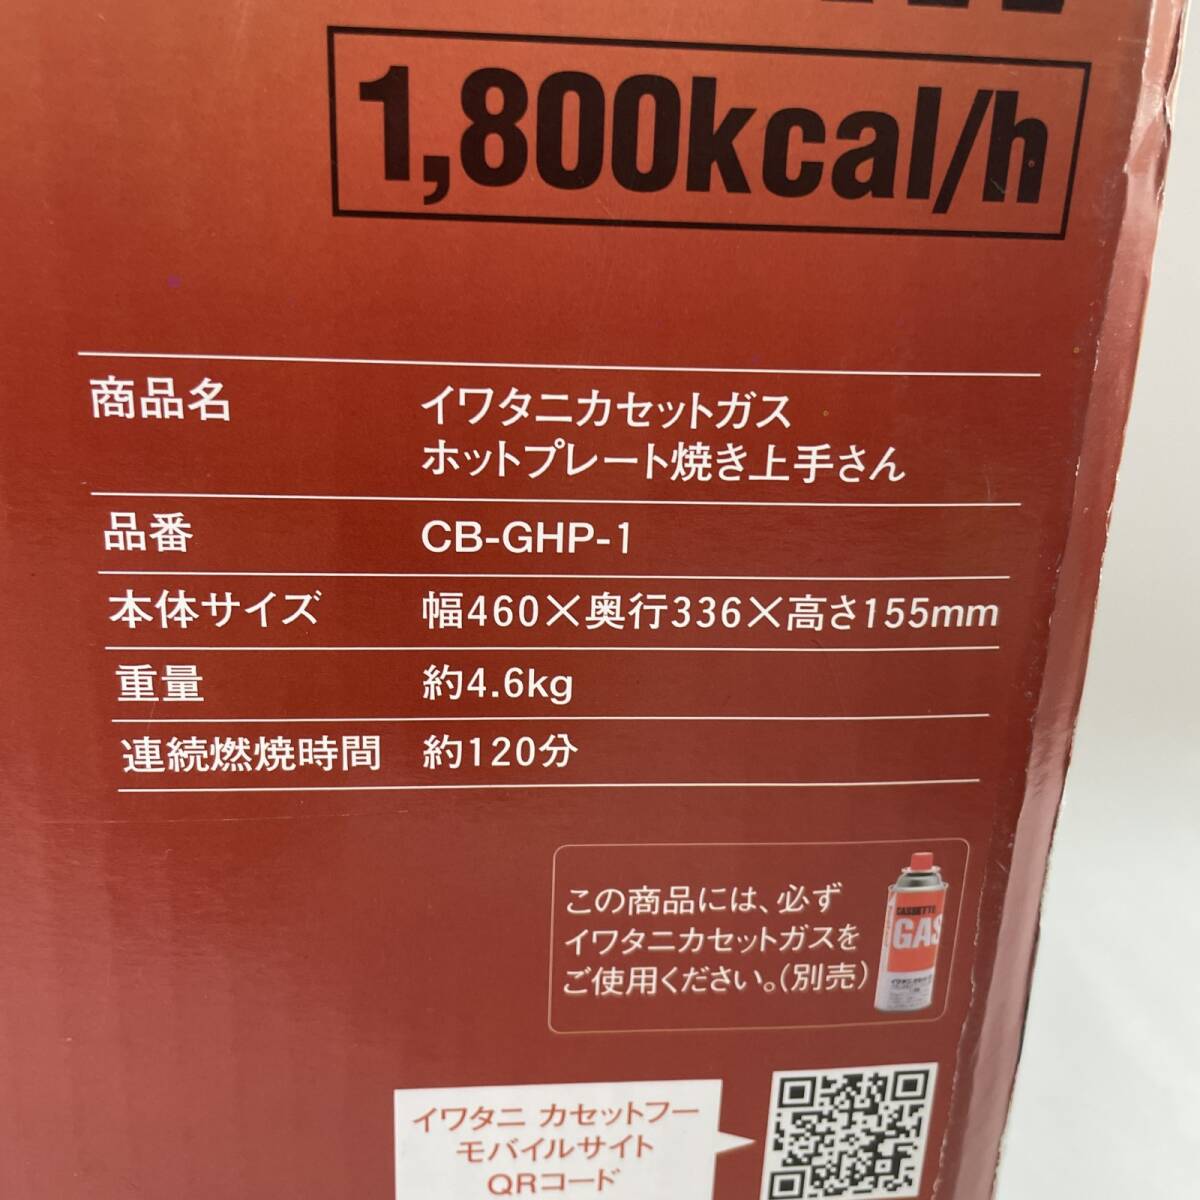 1,800kcal/h
商品名 イワタニカセットガス
ホットプレート焼き上手さん
品番 CB-GHP-1
本体サイズ 幅460×奥行336×高さ155mm
重量 約4.6kg
連続燃焼時間 約120分
この商品には、必ず
イワタニカセットガスを
ご使用ください。(別売)
CASSETTE
GAS
イワタニ カセットフー
モバイルサイト
QRコード